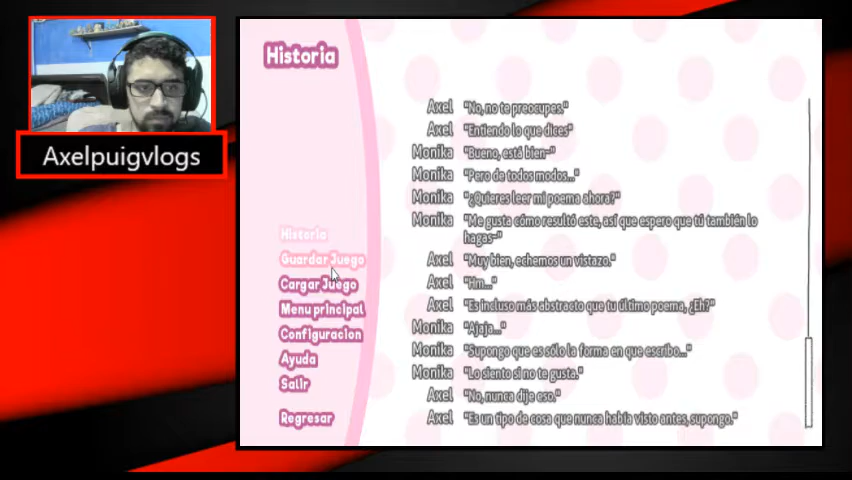 Historia
Axelpuigvlogs
Historia
Guardar Juego
Cargar Juego
Menu principal
Configuracion
Ayuda
Salir
Regresar
Axel "No, no te preocupes."
Axel "Entiendo lo que dices"
Monika "Bueno, está bien~"
Monika "Pero de todos modos..."
Monika "¿Quieres leer mi poema ahora?"
Monika "Me gusta cómo resultó este, así que espero que tú también lo
hagas~"
Axel "Muy bien, echemos un vistazo."
Axel "Hm..."
Axel "Es incluso más abstracto que tu último poema, ¿Eh?"
Monika "Ajaja..."
Monika "Supongo que es sólo la forma en que escribo..."
Monika "Lo siento si no te gusta."
Axel "No, nunca dije eso."
Axel "Es un tipo de cosa que nunca había visto antes, supongo."